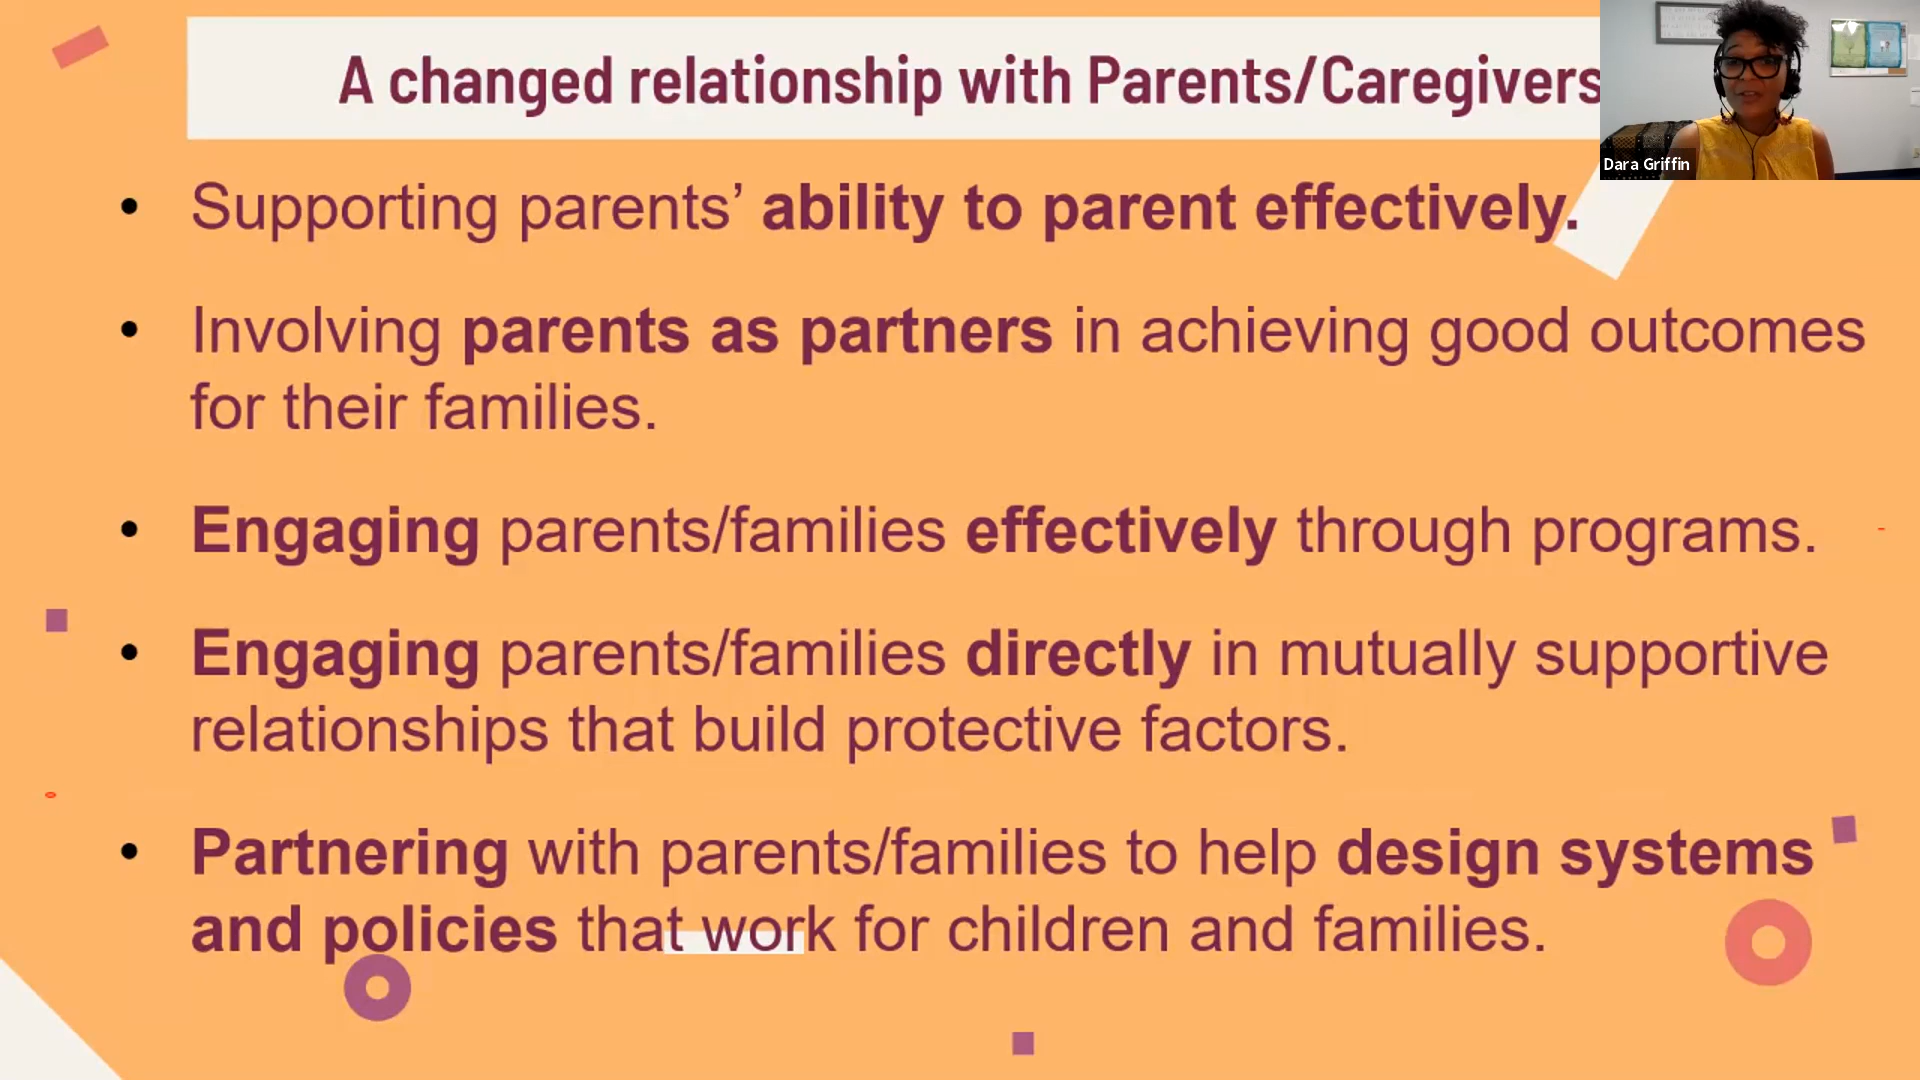 A changed relationship with Parents/Caregivers
Dara Griffin
• Supporting parents’ ability to parent effectively.
• Involving parents as partners in achieving good outcomes
for their families.
• Engaging parents/families effectively through programs.
• Engaging parents/families directly in mutually supportive
relationships that build protective factors.
• Partnering with parents/families to help design systems
and policies that work for children and families.